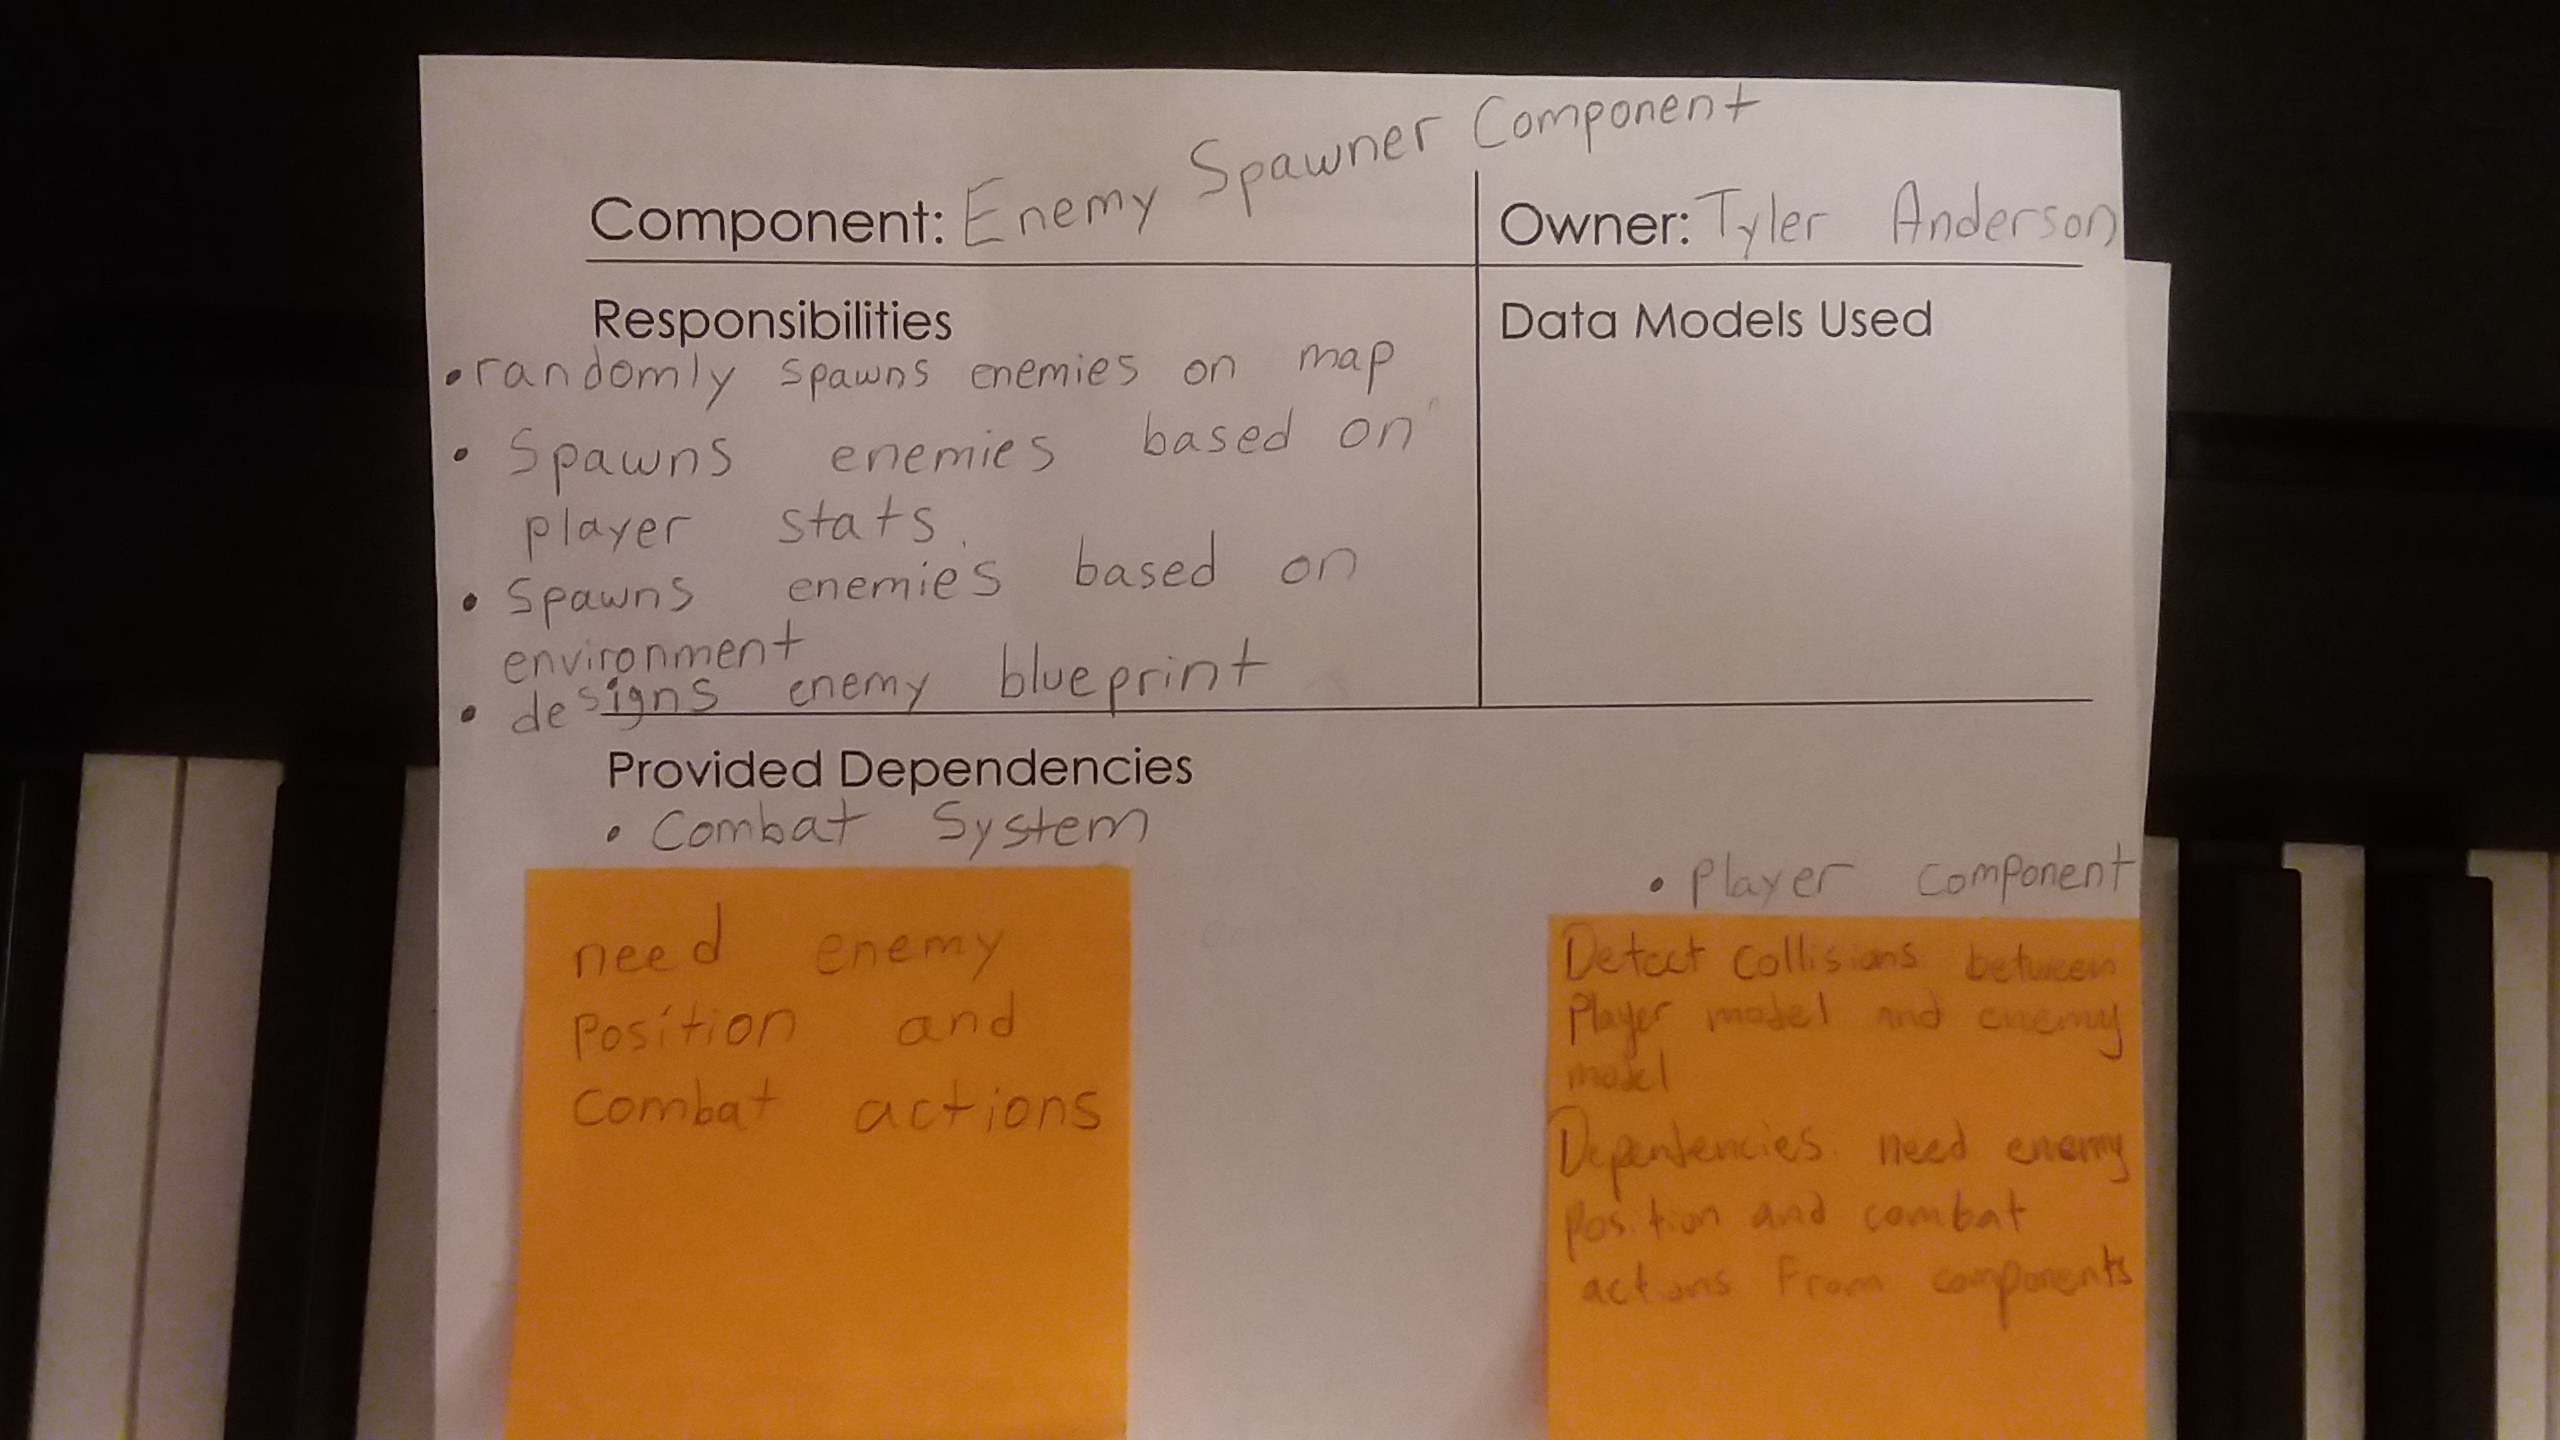 Component: Enemy Spawner Component
Owner: Tyler Anderson
Responsibilities
• randomly spawns enemies on map
• Spawns enemies based on
player stats.
• Spawns enemies based on
environment
• designs enemy blueprint
Data Models Used
Provided Dependencies
• Combat System
need enemy
Position and
Combat actions
• Player component
Detect Collisions between
Player model and enemy
model
Dependencies. need enemy
Position and combat
actions From components